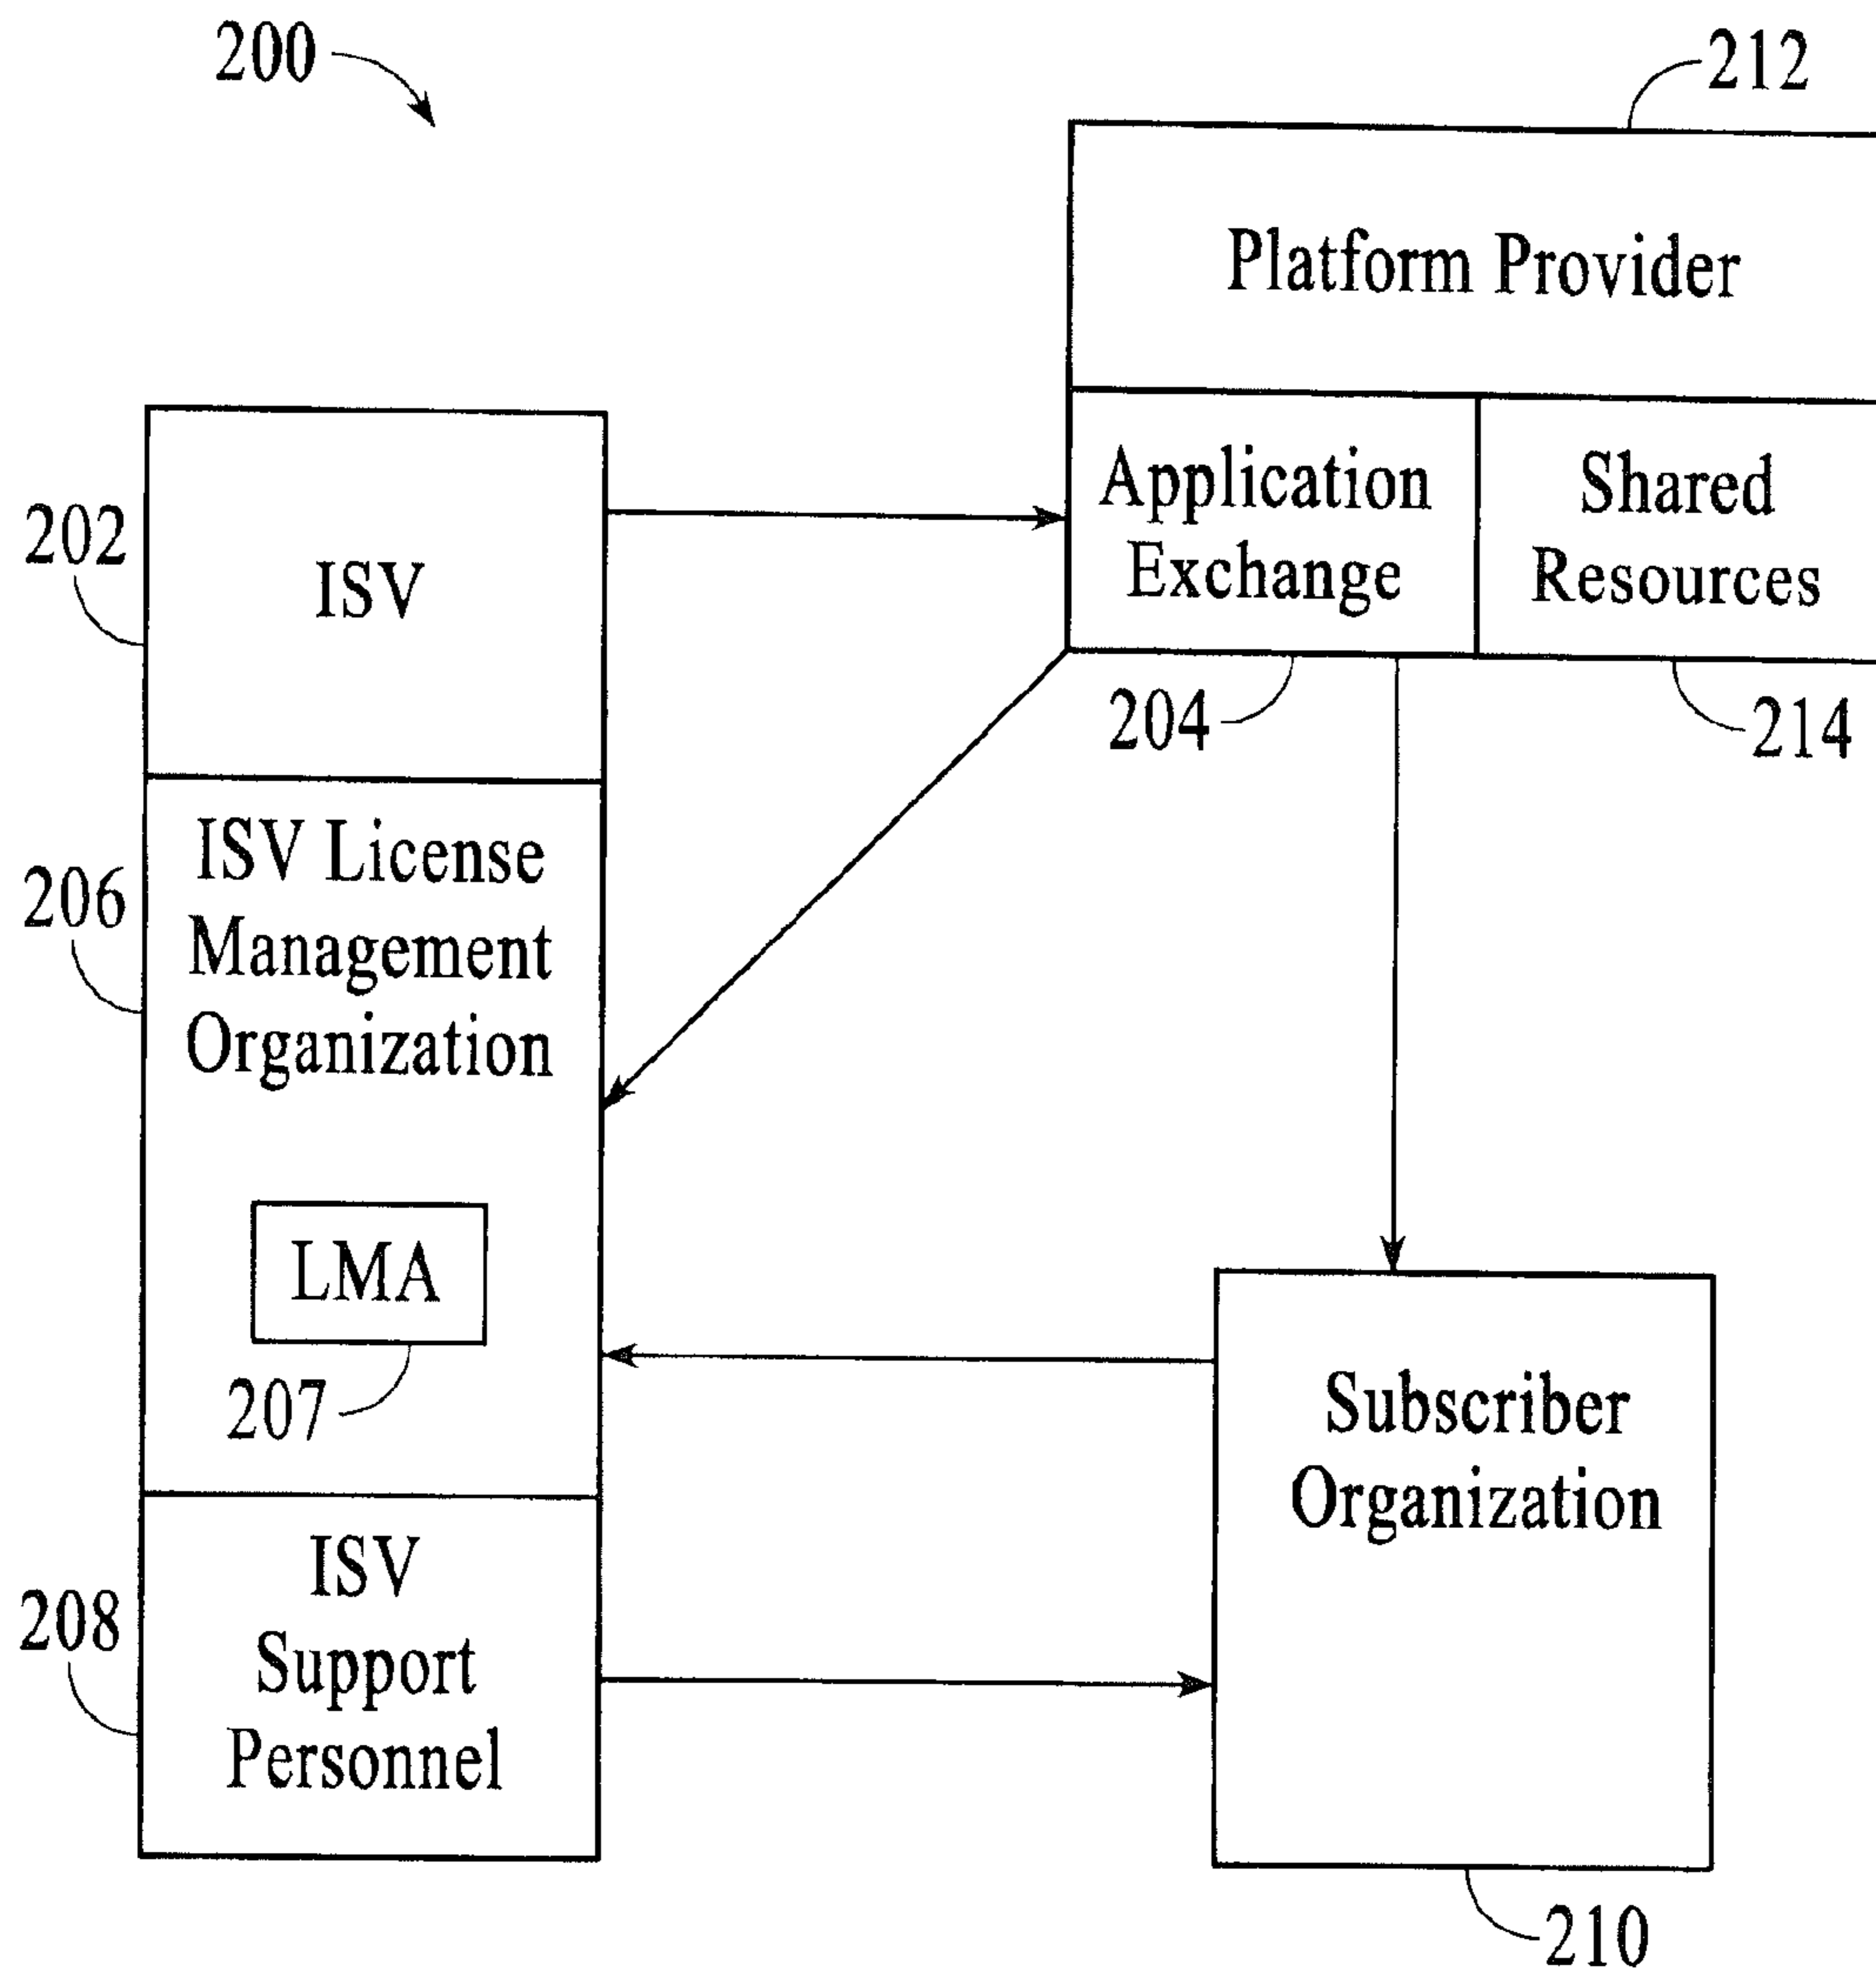 200
212
Platform Provider
Application
Exchange
Shared
Resources
204
214
202
ISV
206
ISV License
Management
Organization
LMA
207
208
ISV
Support
Personnel
Subscriber
Organization
210